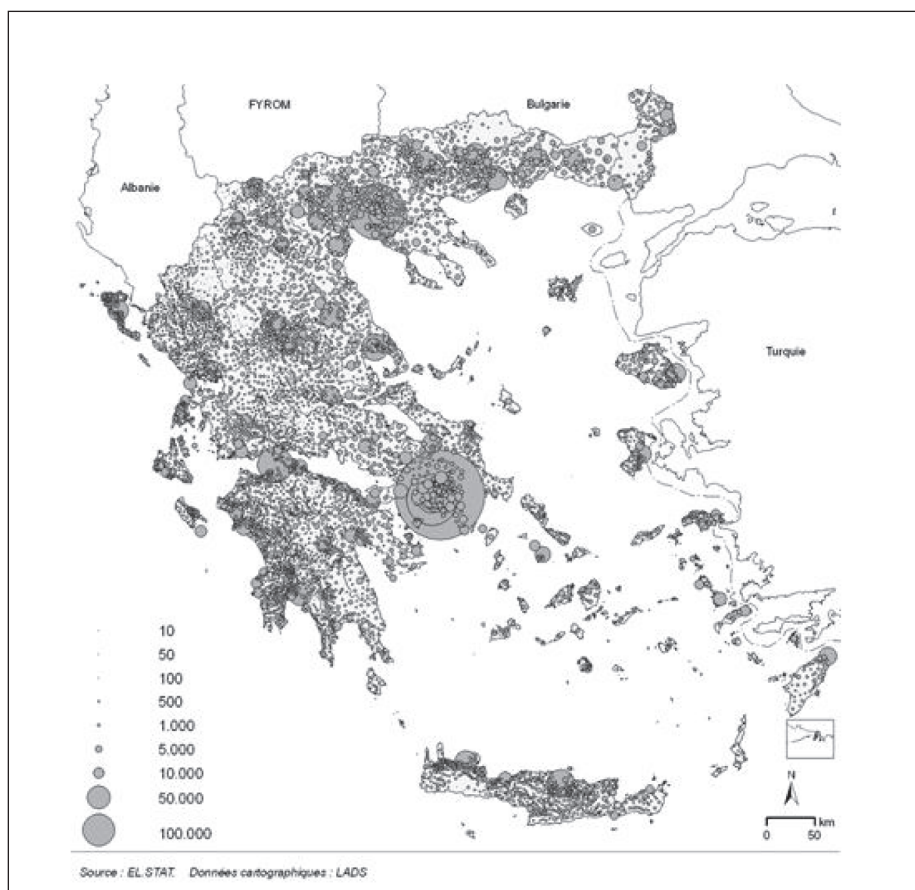 FYROM
Bulgarie
Albanie
Turquie
10
50
100
500
1.000
5.000
10.000
50.000
100.000
N
0 50 km
Source : EL.STAT. Données cartographiques : LADS